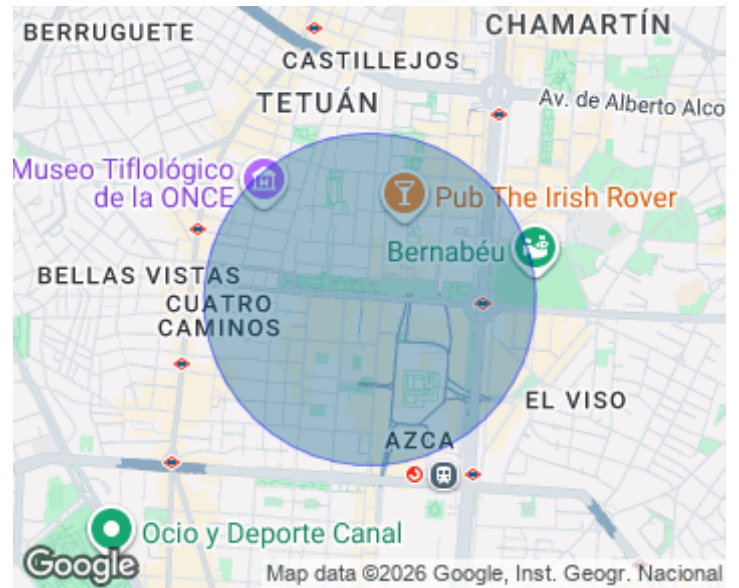 BERRUGUETE
CHAMARTÍN
CASTILLEJOS
TETUÁN
Av. de Alberto Alco
Museo Tiflológico
de la ONCE
Pub The Irish Rover
Bernabéu
BELLAS VISTAS
CUATRO
CAMINOS
EL VISO
AZCA
Ocio y Deporte Canal
Google
Map data ©2026 Google, Inst. Geogr. Nacional